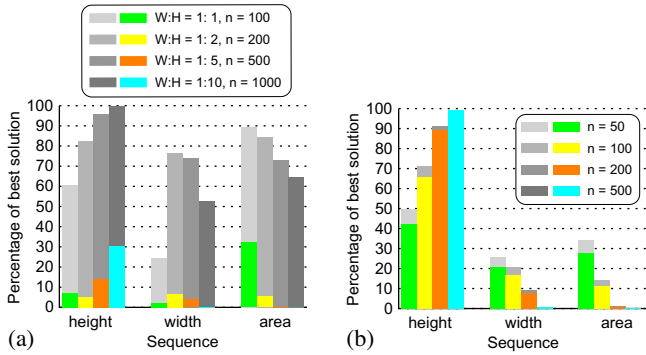 W:H = 1: 1, n = 100
W:H = 1: 2, n = 200
W:H = 1: 5, n = 500
W:H = 1:10, n = 1000
Percentage of best solution
100
90
80
70
60
50
40
30
20
10
0
height width area
Sequence
(a)
n = 50
n = 100
n = 200
n = 500
Percentage of best solution
100
90
80
70
60
50
40
30
20
10
0
height width area
Sequence
(b)